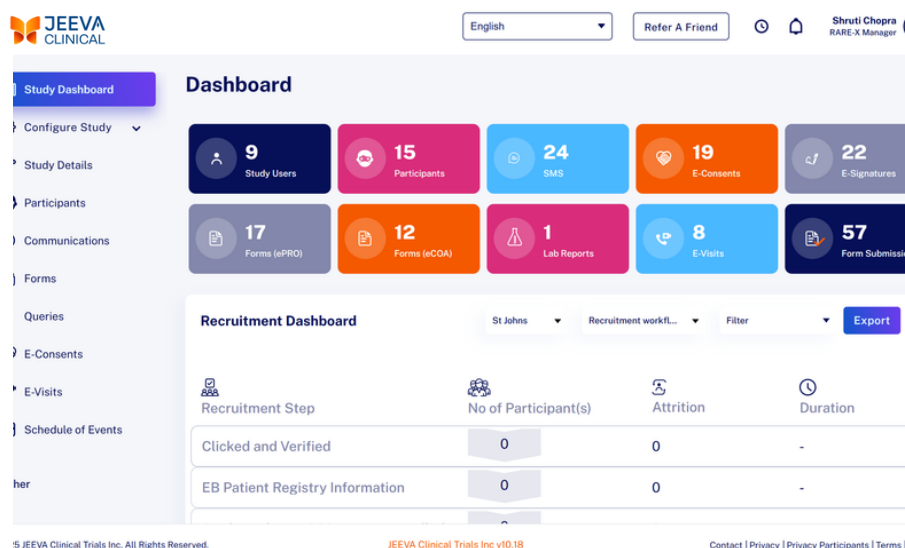 JEEVA
CLINICAL
English
Refer A Friend
Shruti Chopra
RARE-X Manager
Study Dashboard
Configure Study
Study Details
Participants
Communications
Forms
Queries
E-Consents
E-Visits
Schedule of Events
her
Dashboard
9
Study Users
15
Participants
24
SMS
19
E-Consents
22
E-Signatures
17
Forms (ePRO)
12
Forms (eCOA)
1
Lab Reports
8
E-Visits
57
Form Submissi
Recruitment Dashboard
St Johns
Recruitment workfl...
Filter
Export
Recruitment Step No of Participant(s) Attrition Duration
Clicked and Verified 0 0 -
EB Patient Registry Information 0 0 -
25 JEEVA Clinical Trials Inc. All Rights Reserved.
JEEVA Clinical Trials Inc v10.18
Contact | Privacy | Privacy Participants | Terms |